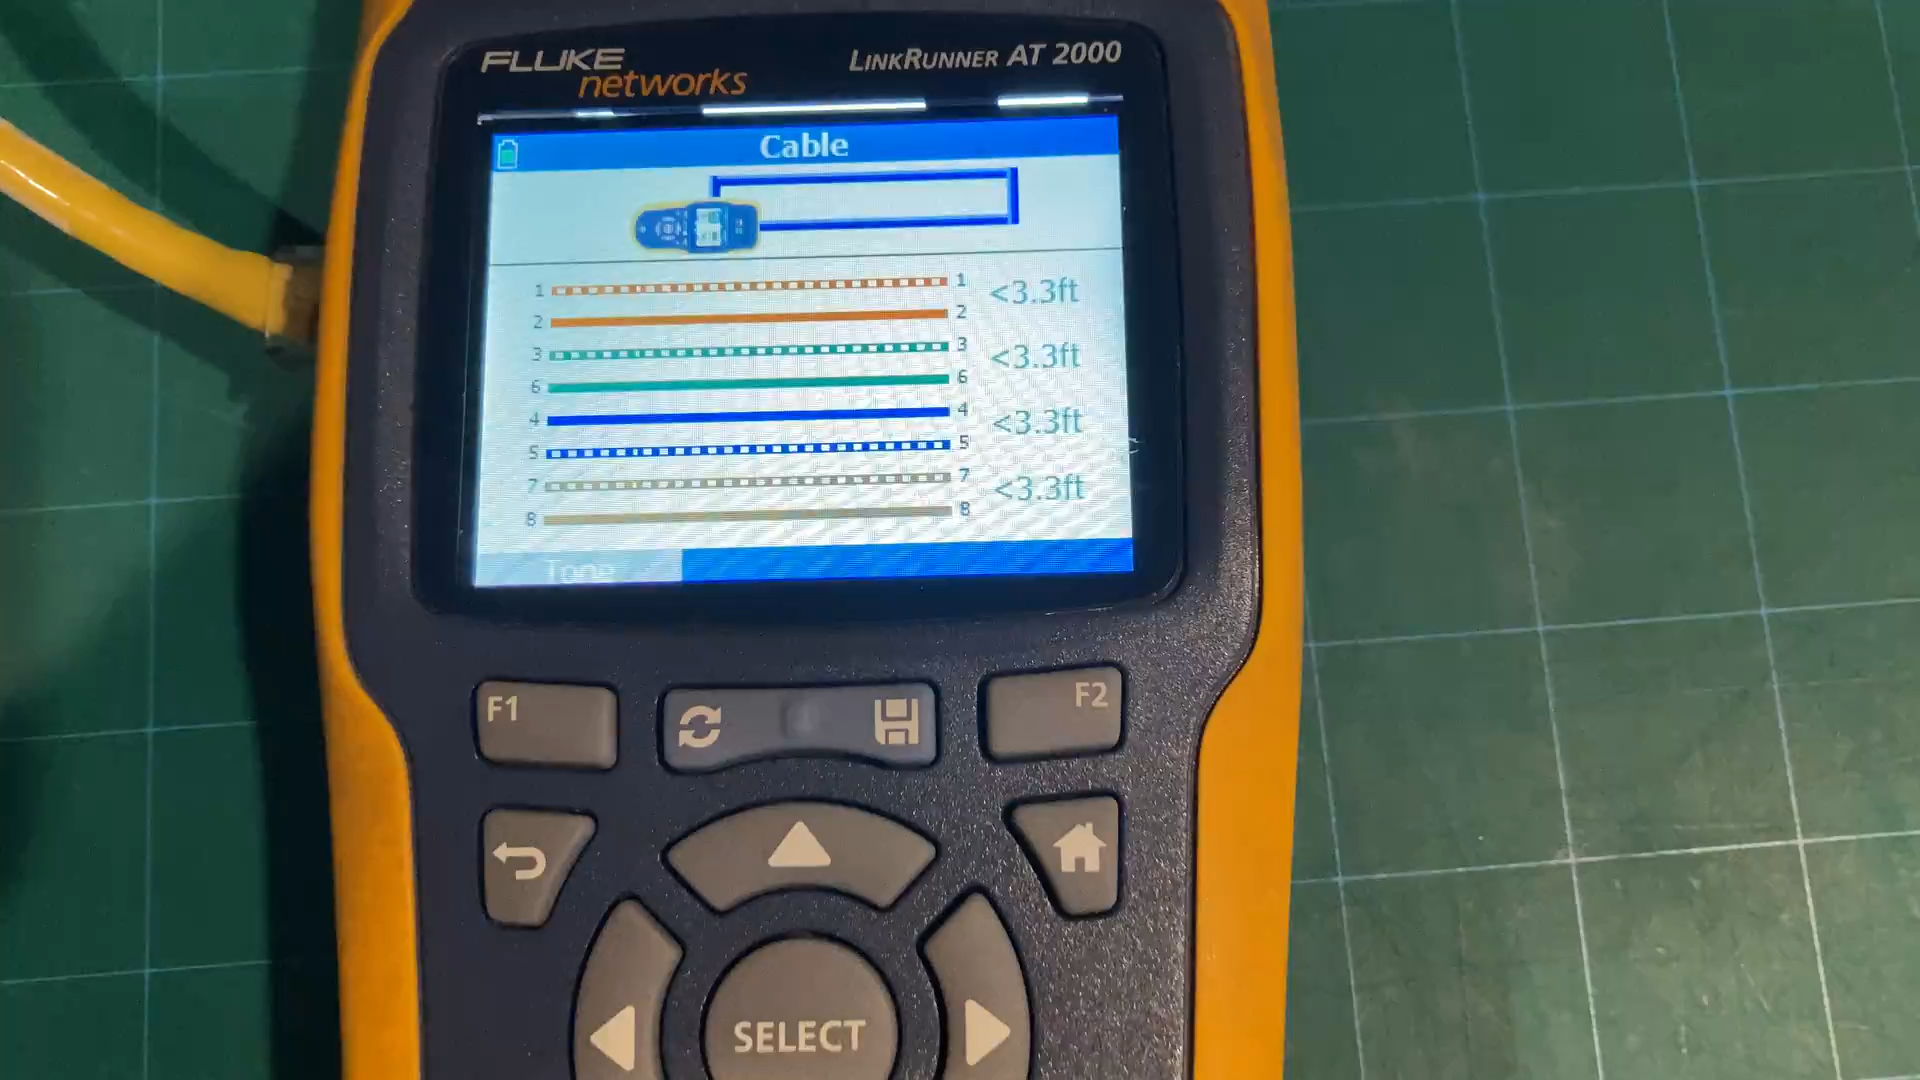 FLUKE
networks
LINKRUNNER AT 2000
Cable
1 1 <3.3ft
2 2
3 3 <3.3ft
6 6
4 4 <3.3ft
5 5
7 7 <3.3ft
8 8
Tone
F1
F2
SELECT